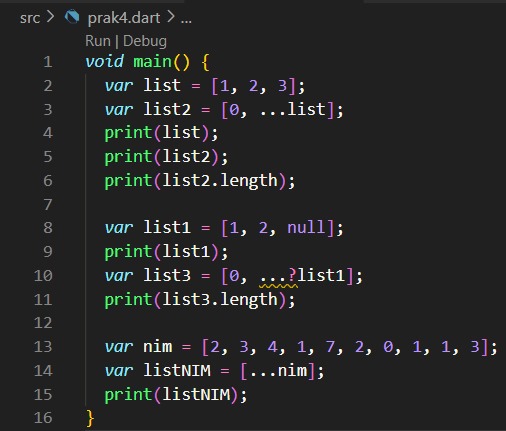 src > prak4.dart > ...
Run | Debug
1 void main() {
2 var list = [1, 2, 3];
3 var list2 = [0, ...list];
4 print(list);
5 print(list2);
6 print(list2.length);
7
8 var list1 = [1, 2, null];
9 print(list1);
10 var list3 = [0, ...?list1];
11 print(list3.length);
12
13 var nim = [2, 3, 4, 1, 7, 2, 0, 1, 1, 3];
14 var listNIM = [...nim];
15 print(listNIM);
16 }